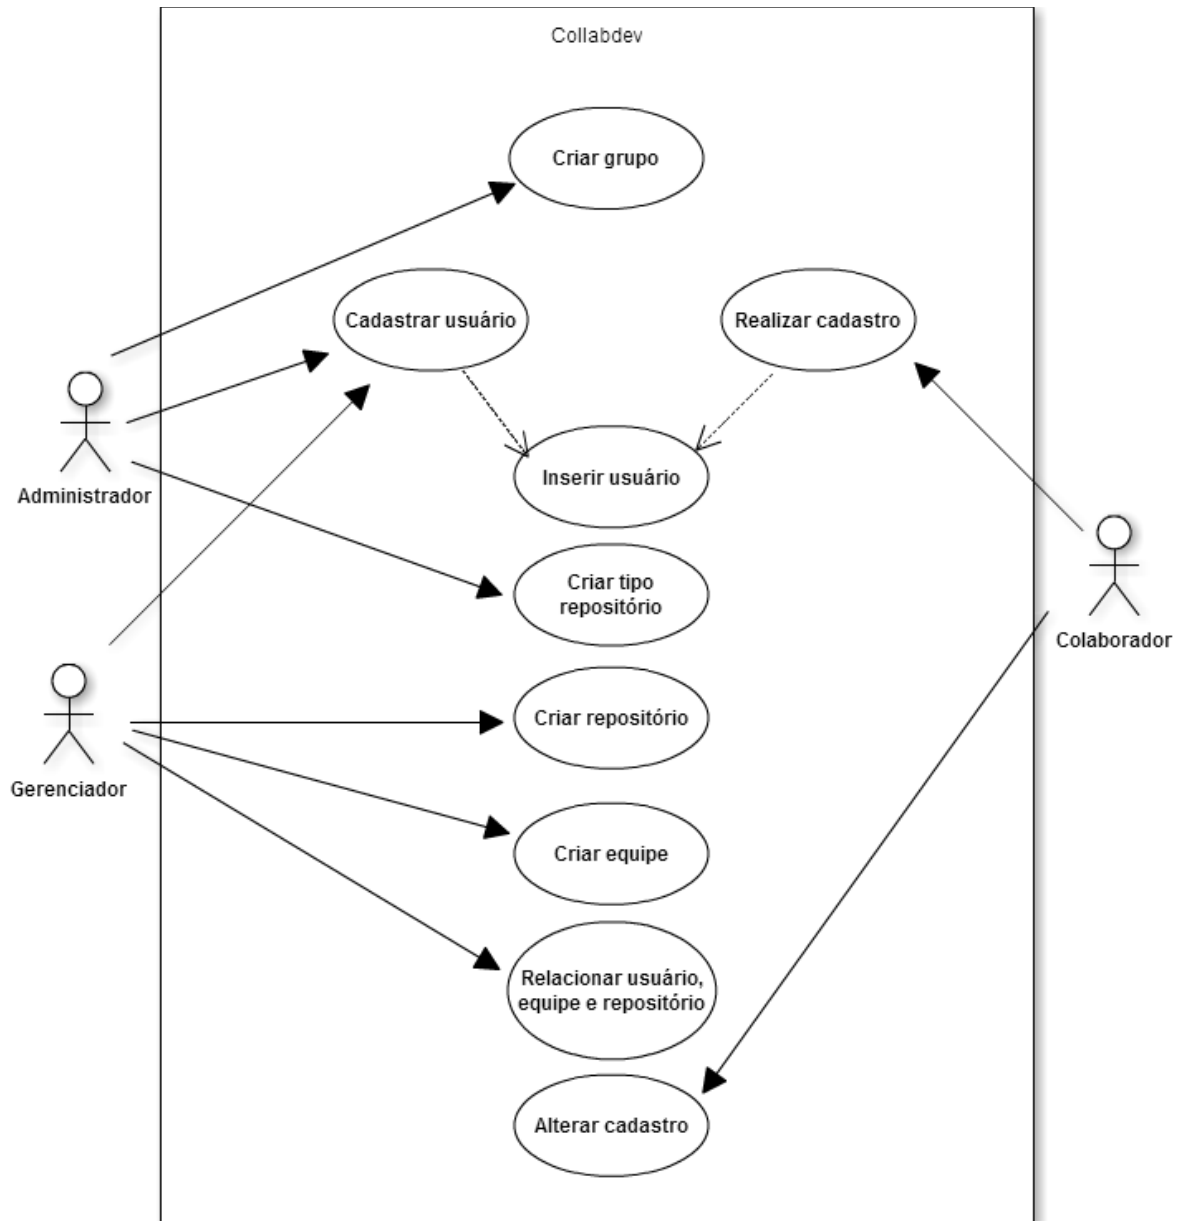 Collabdev
Criar grupo
Cadastrar usuário
Realizar cadastro
Inserir usuário
Administrador
Criar tipo
repositório
Colaborador
Criar repositório
Gerenciador
Criar equipe
Relacionar usuário,
equipe e repositório
Alterar cadastro